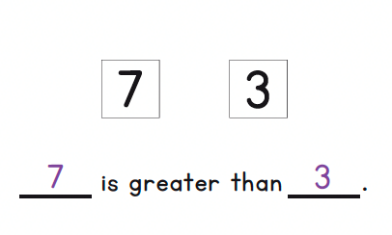 7 3
7 is greater than 3.